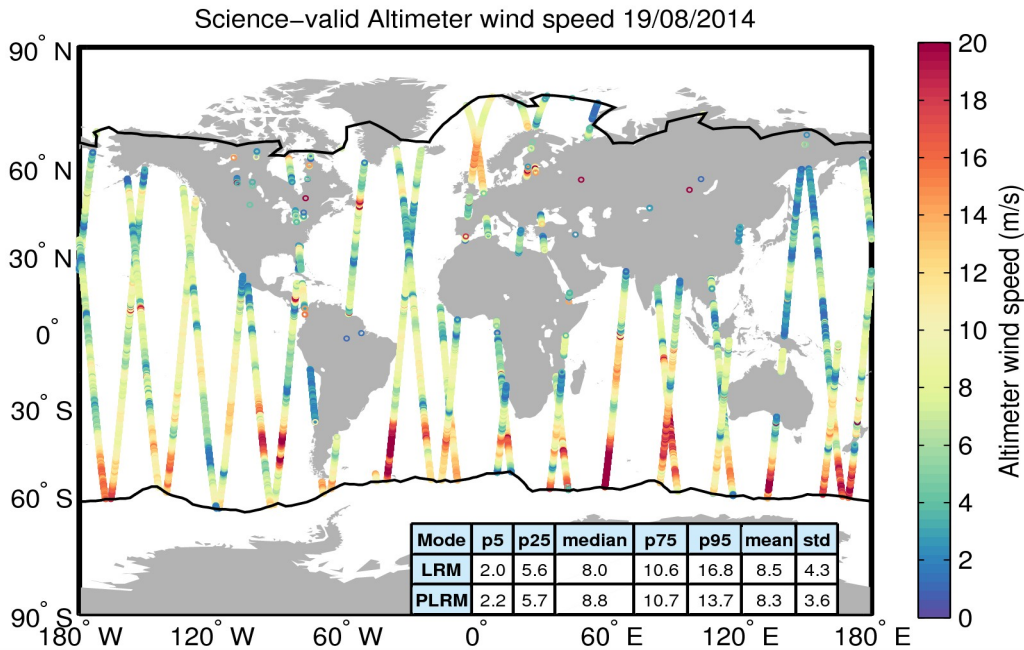 Science−valid Altimeter wind speed 19/08/2014
90° N
60° N
30° N
0°
30° S
60° S
90° S
180° W
120° W
60° W
0°
60° E
120° E
180° E
Mode p5 p25 median p75 p95 mean std
LRM 2.0 5.6 8.0 10.6 16.8 8.5 4.3
PLRM 2.2 5.7 8.8 10.7 13.7 8.3 3.6
20
18
16
14
12
10
8
6
4
2
0
Altimeter wind speed (m/s)